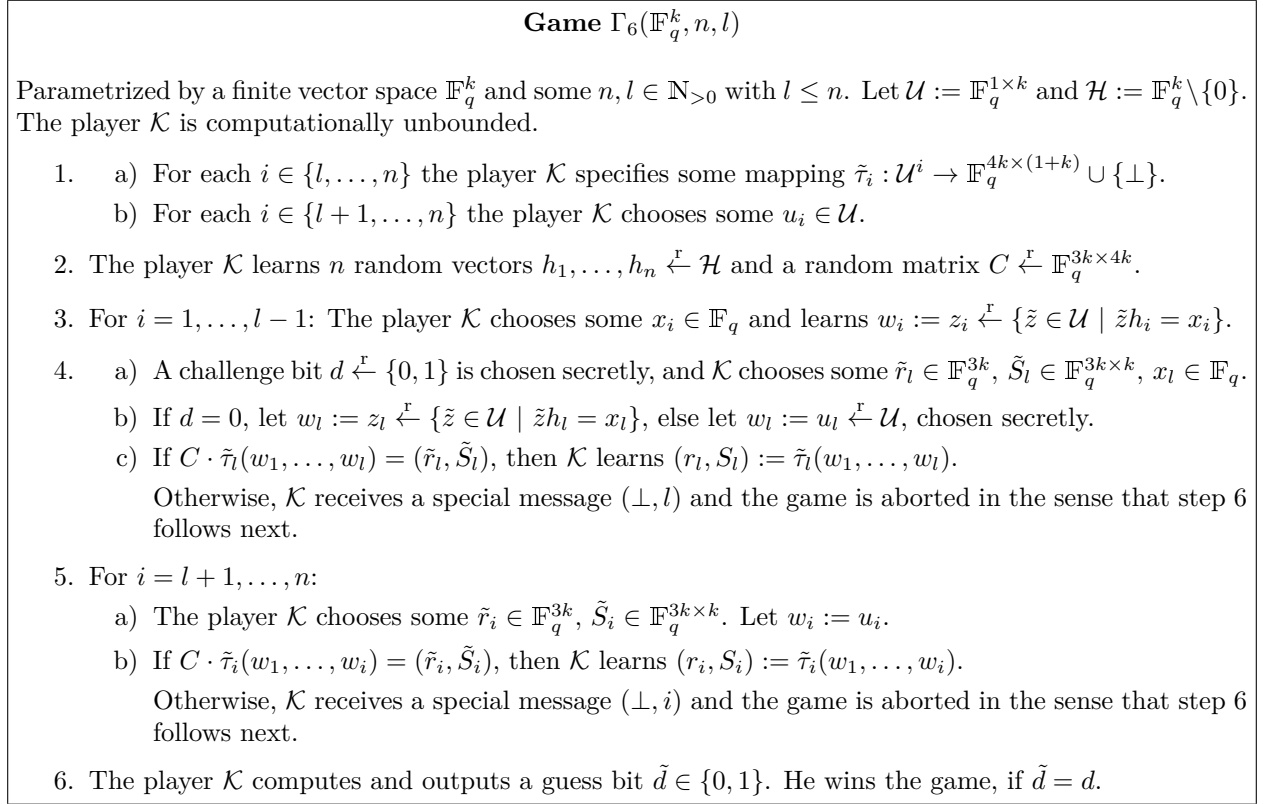 Game Γ₆(𝔽_q^k, n, l)
Parametrized by a finite vector space 𝔽_q^k and some n, l ∈ ℕ_{>0} with l ≤ n. Let 𝒰 := 𝔽_q^{1×k} and ℋ := 𝔽_q^k\{0}.
The player 𝒦 is computationally unbounded.
1. a) For each i ∈ {l, …, n} the player 𝒦 specifies some mapping τ̃_i : 𝒰^i → 𝔽_q^{4k×(1+k)} ∪ {⊥}.
b) For each i ∈ {l + 1, …, n} the player 𝒦 chooses some u_i ∈ 𝒰.
2. The player 𝒦 learns n random vectors h_1, …, h_n ←^r ℋ and a random matrix C ←^r 𝔽_q^{3k×4k}.
3. For i = 1, …, l − 1: The player 𝒦 chooses some x_i ∈ 𝔽_q and learns w_i := z_i ←^r {z̃ ∈ 𝒰 | z̃h_i = x_i}.
4. a) A challenge bit d ←^r {0, 1} is chosen secretly, and 𝒦 chooses some r̃_l ∈ 𝔽_q^{3k}, S̃_l ∈ 𝔽_q^{3k×k}, x_l ∈ 𝔽_q.
b) If d = 0, let w_l := z_l ←^r {z̃ ∈ 𝒰 | z̃h_l = x_l}, else let w_l := u_l ←^r 𝒰, chosen secretly.
c) If C · τ̃_l(w_1, …, w_l) = (r̃_l, S̃_l), then 𝒦 learns (r_l, S_l) := τ̃_l(w_1, …, w_l).
Otherwise, 𝒦 receives a special message (⊥, l) and the game is aborted in the sense that step 6
follows next.
5. For i = l + 1, …, n:
a) The player 𝒦 chooses some r̃_i ∈ 𝔽_q^{3k}, S̃_i ∈ 𝔽_q^{3k×k}. Let w_i := u_i.
b) If C · τ̃_i(w_1, …, w_i) = (r̃_i, S̃_i), then 𝒦 learns (r_i, S_i) := τ̃_i(w_1, …, w_i).
Otherwise, 𝒦 receives a special message (⊥, i) and the game is aborted in the sense that step 6
follows next.
6. The player 𝒦 computes and outputs a guess bit d̃ ∈ {0, 1}. He wins the game, if d̃ = d.